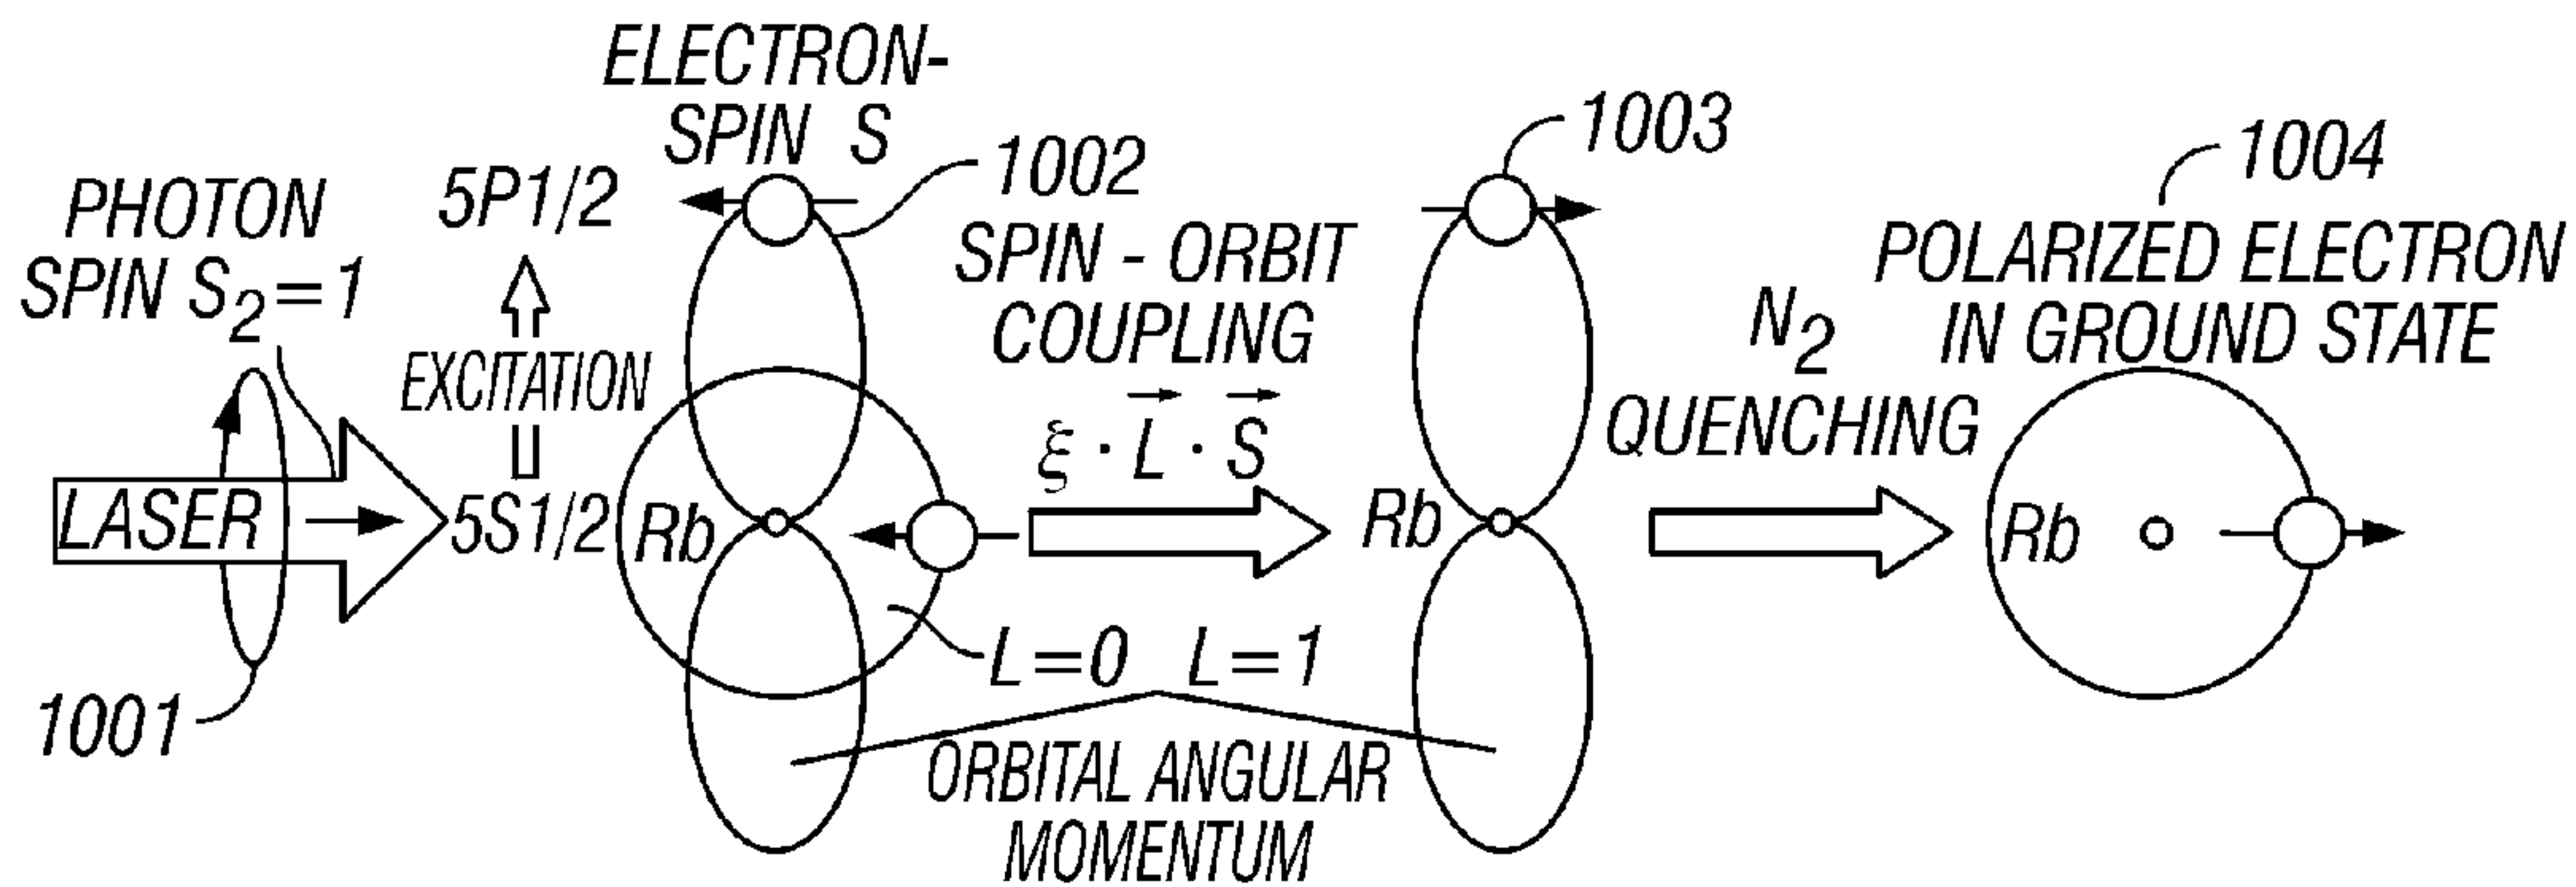 PHOTON
SPIN S₂=1
LASER
1001
5P1/2
EXCITATION
5S1/2
ELECTRON-
SPIN S
1002
Rb
L=0 L=1
ORBITAL ANGULAR
MOMENTUM
SPIN - ORBIT
COUPLING
ξ · L⃗ · S⃗
1003
Rb
N₂
QUENCHING
1004
POLARIZED ELECTRON
IN GROUND STATE
Rb